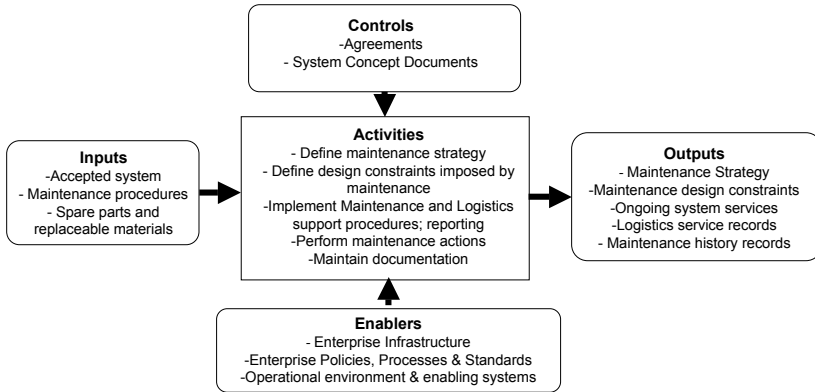 Controls
-Agreements
- System Concept Documents
Inputs
-Accepted system
- Maintenance procedures
- Spare parts and
replaceable materials
Activities
- Define maintenance strategy
- Define design constraints imposed by
maintenance
-Implement Maintenance and Logistics
support procedures; reporting
-Perform maintenance actions
-Maintain documentation
Outputs
- Maintenance Strategy
-Maintenance design constraints
-Ongoing system services
-Logistics service records
- Maintenance history records
Enablers
- Enterprise Infrastructure
-Enterprise Policies, Processes & Standards
-Operational environment & enabling systems